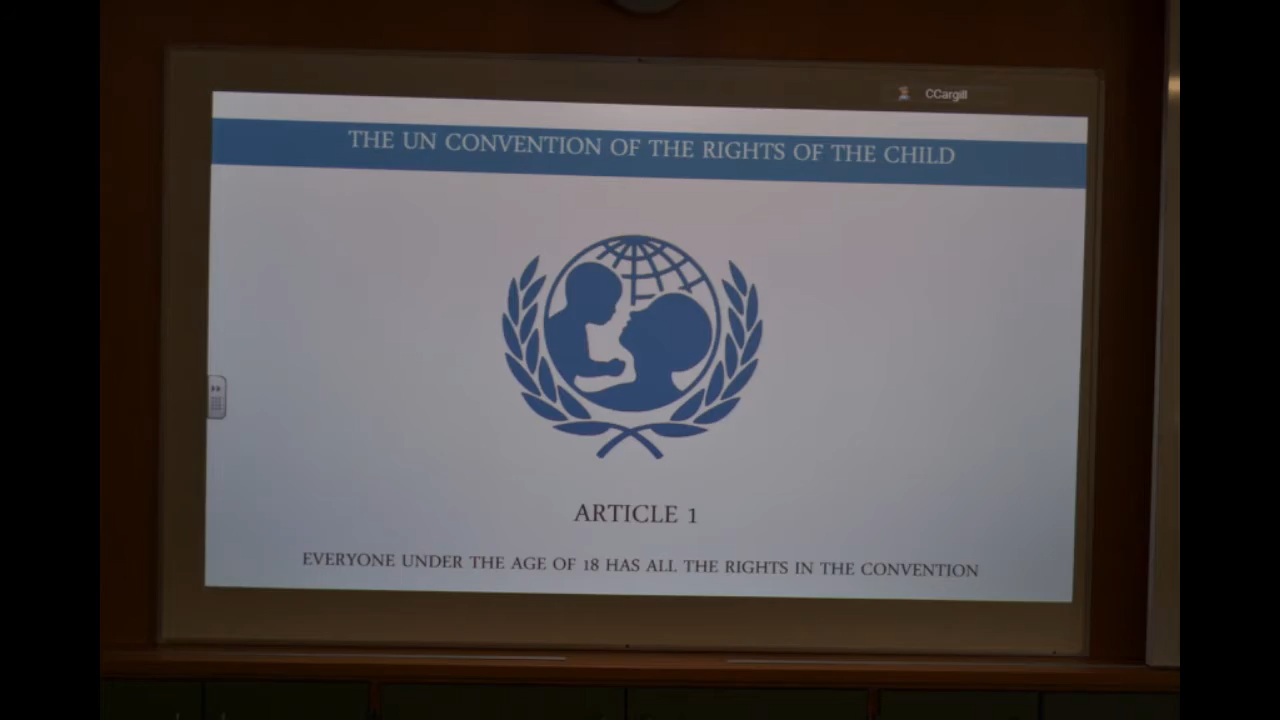 CCargill
THE UN CONVENTION OF THE RIGHTS OF THE CHILD
ARTICLE 1
EVERYONE UNDER THE AGE OF 18 HAS ALL THE RIGHTS IN THE CONVENTION